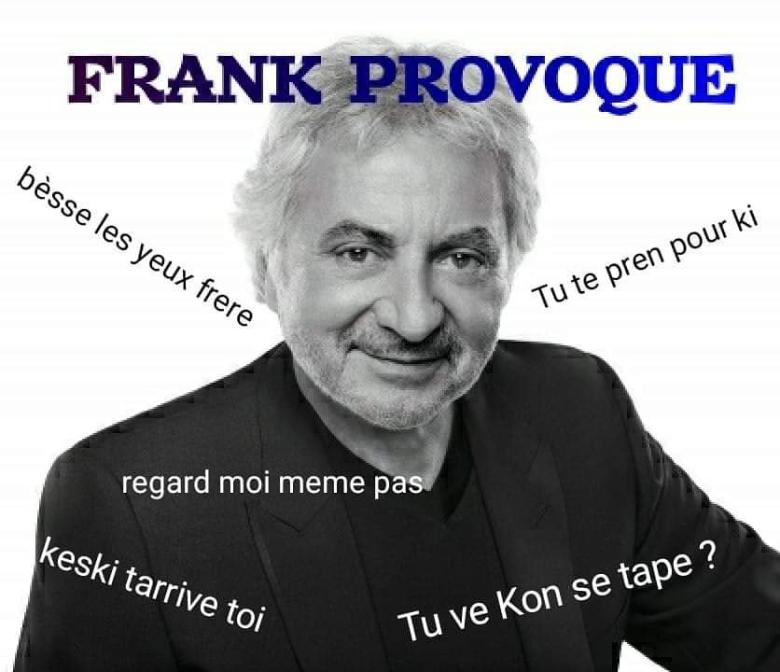 FRANK PROVOQUE
bèsse les yeux frere
Tu te pren pour ki
regard moi meme pas
keski tarrive toi
Tu ve Kon se tape ?